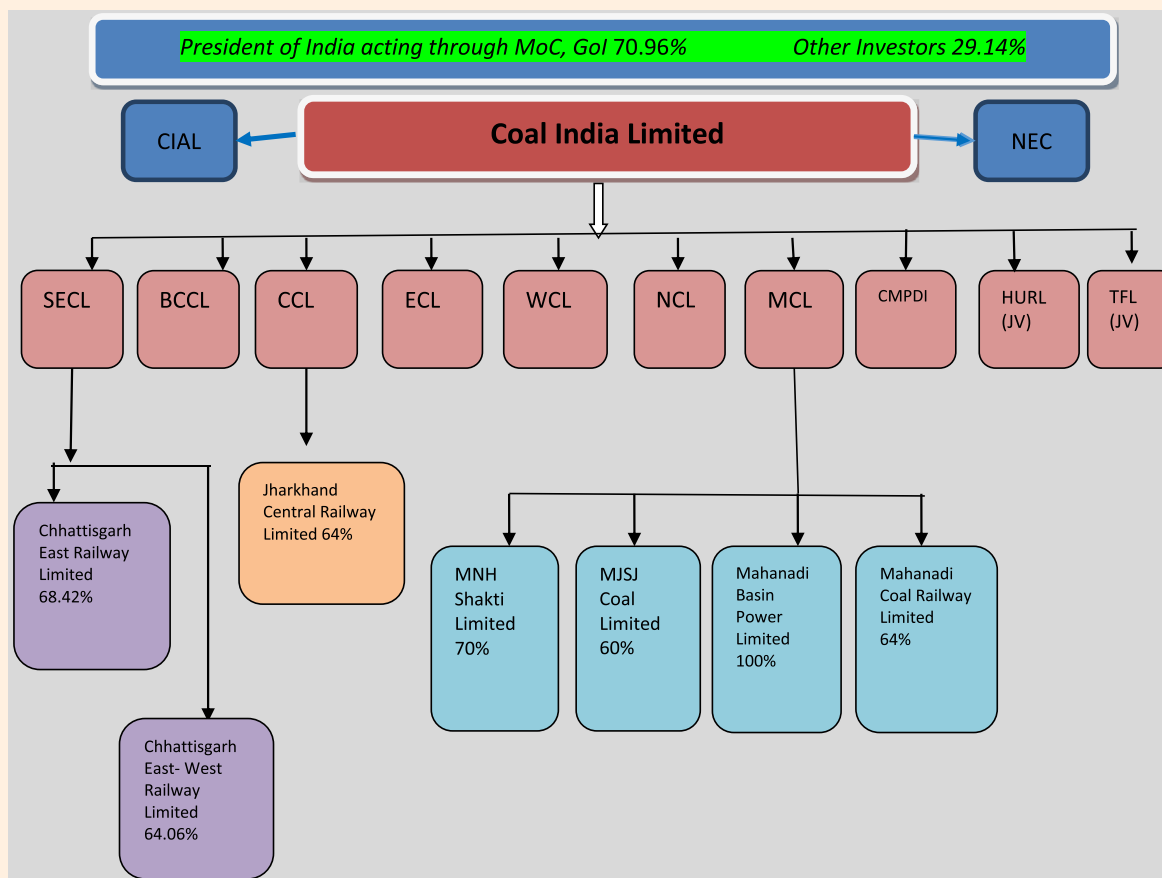 President of India acting through MoC, GoI 70.96% Other Investors 29.14%
CIAL
Coal India Limited
NEC
SECL
BCCL
CCL
ECL
WCL
NCL
MCL
CMPDI
HURL
(JV)
TFL
(JV)
Chhattisgarh
East Railway
Limited
68.42%
Jharkhand
Central Railway
Limited 64%
MNH
Shakti
Limited
70%
MJSJ
Coal
Limited
60%
Mahanadi
Basin
Power
Limited
100%
Mahanadi
Coal Railway
Limited
64%
Chhattisgarh
East- West
Railway
Limited
64.06%